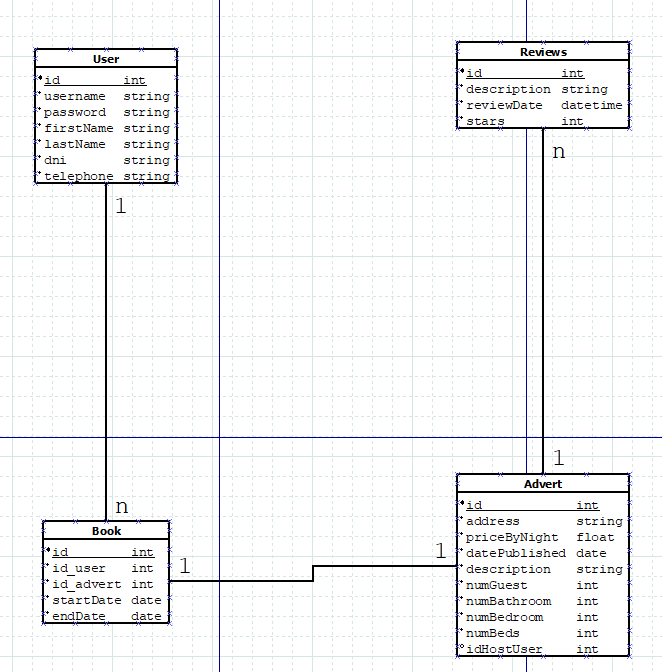 User
id int
username string
password string
firstName string
lastName string
dni string
telephone string
1
n
Book
id int
id_user int
id_advert int
startDate date
endDate date
1
1
Reviews
id int
description string
reviewDate datetime
stars int
n
1
Advert
id int
address string
priceByNight float
datePublished date
description string
numGuest int
numBathroom int
numBedroom int
numBeds int
idHostUser int